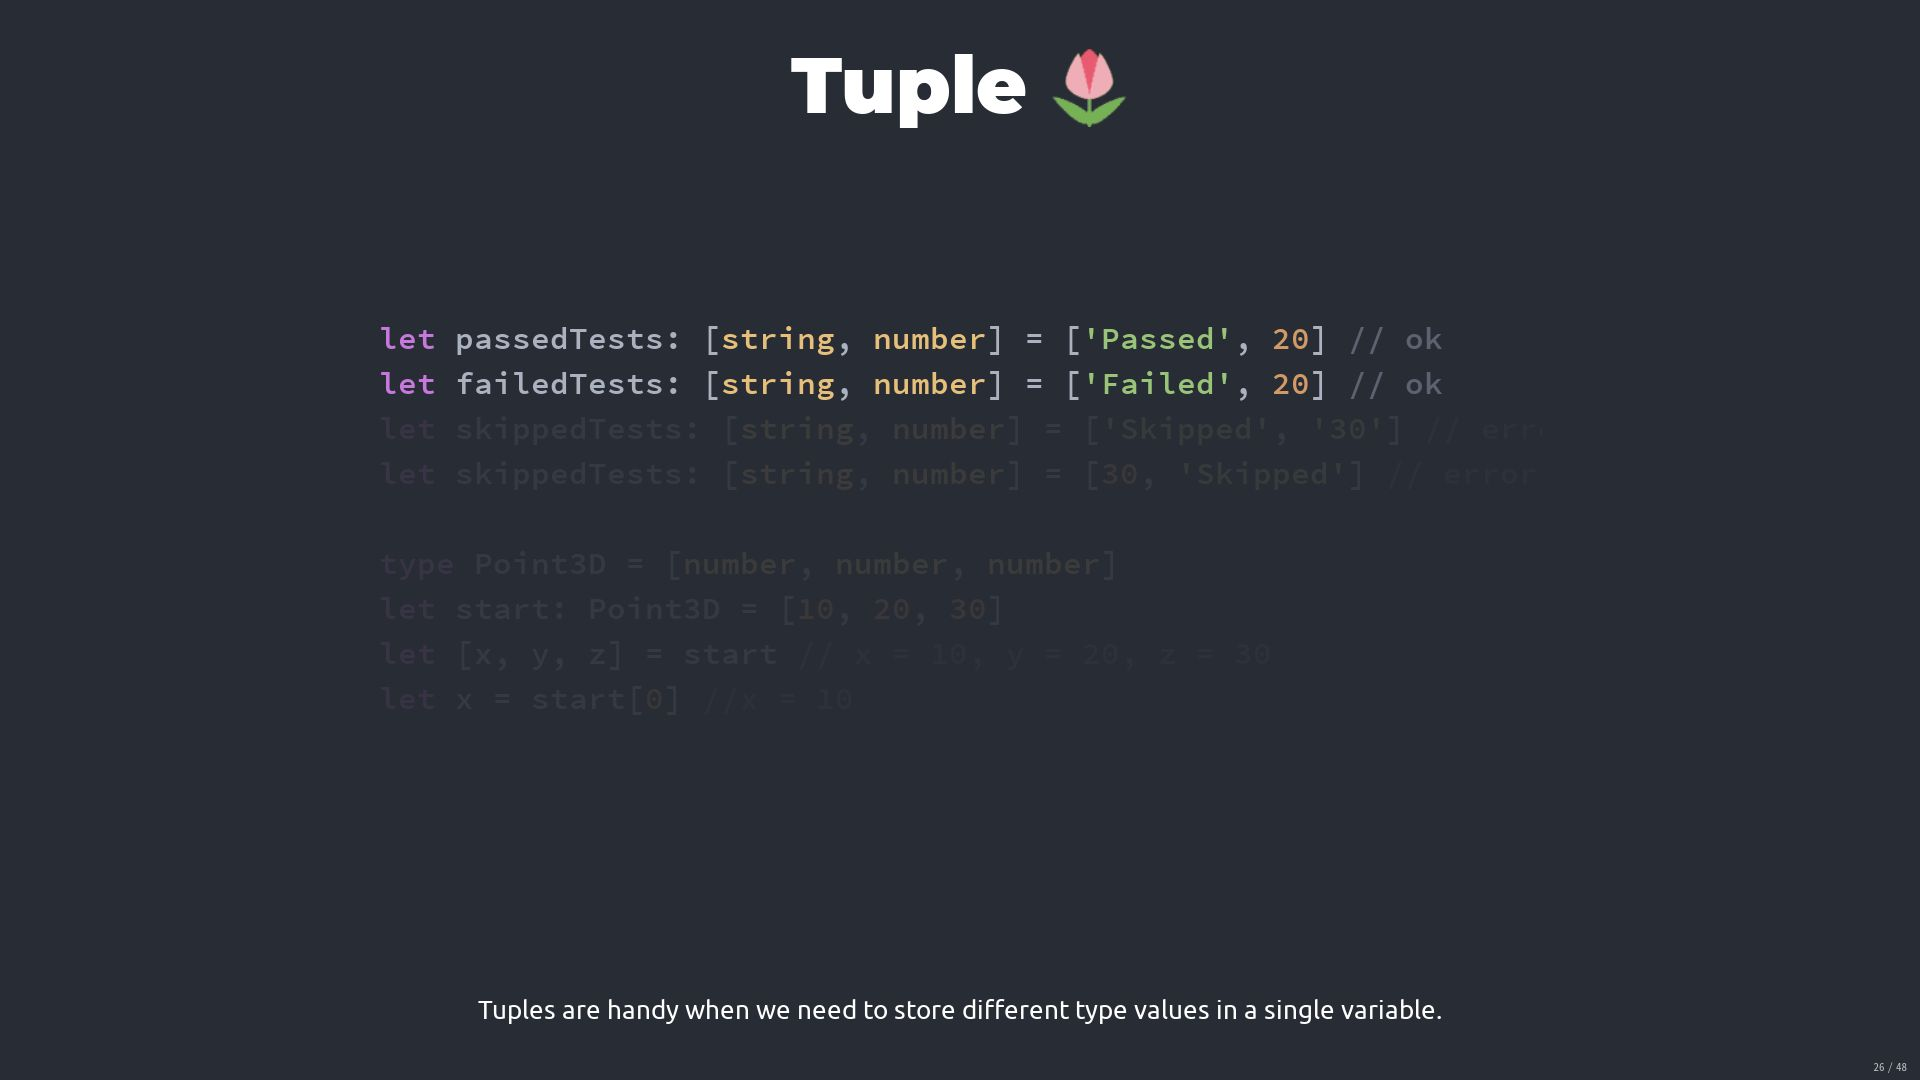 Tuple 🌷
let passedTests: [string, number] = ['Passed', 20] // ok
let failedTests: [string, number] = ['Failed', 20] // ok
let skippedTests: [string, number] = ['Skipped', '30'] //
let skippedTests: [string, number] = [30, 'Skipped'] // error
type Point3D = [number, number, number]
let start: Point3D = [10, 20, 30]
let [x, y, z] = start // x = 10, y = 20, z = 30
let x = start[0] //x = 10
Tuples are handy when we need to store different type values in a single variable.
26 / 48